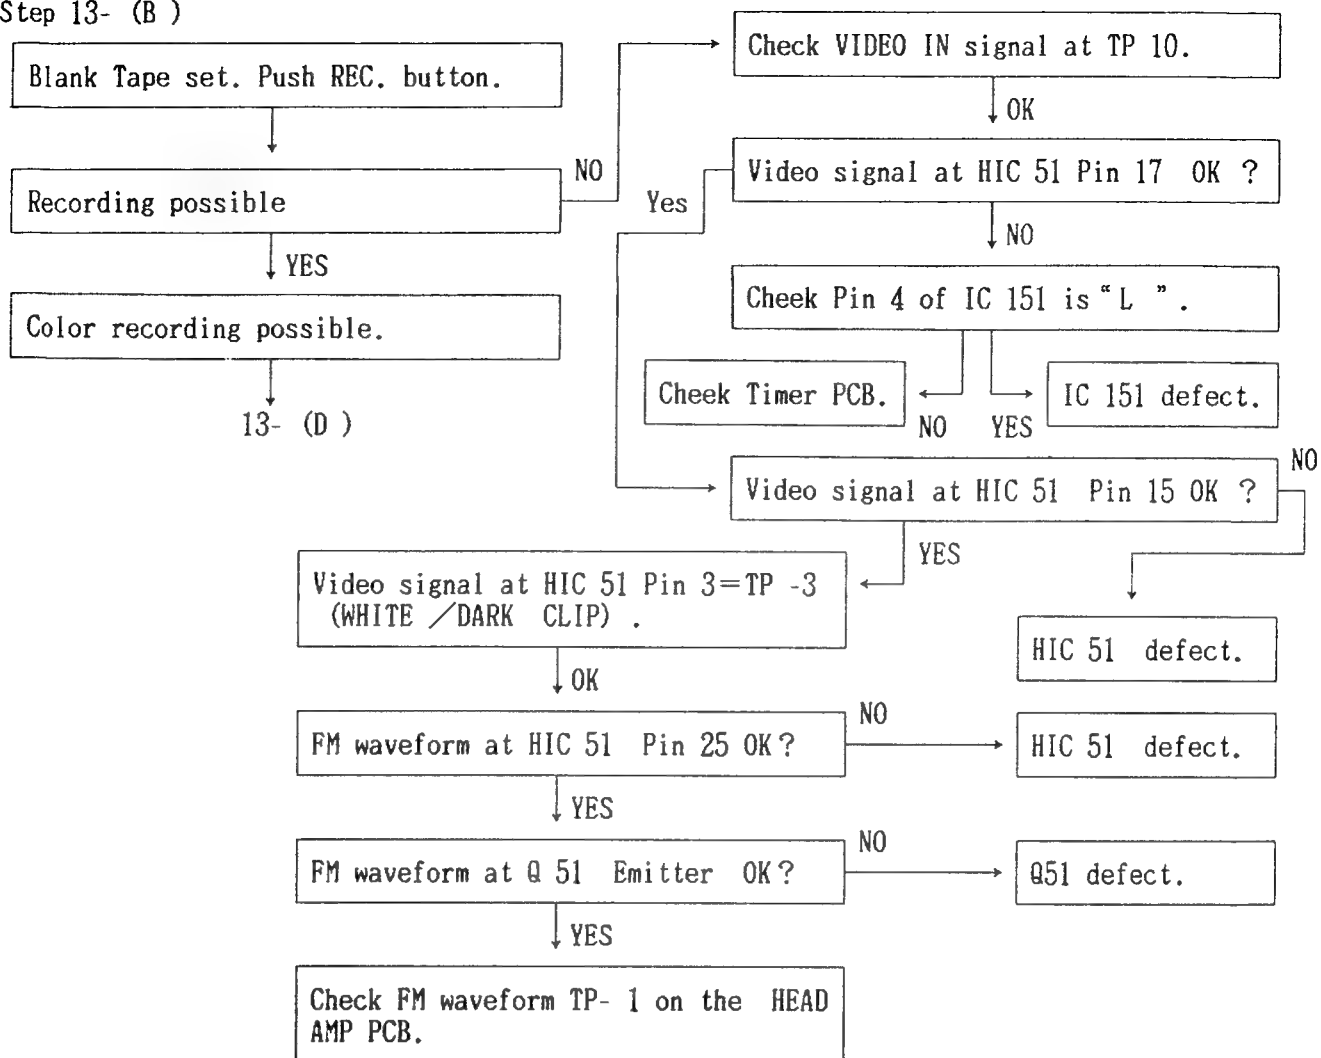 Step 13- (B )
Blank Tape set. Push REC. button.
Recording possible
NO
YES
Color recording possible.
13- (D )
Check VIDEO IN signal at TP 10.
OK
Video signal at HIC 51 Pin 17 OK ?
Yes
NO
Cheek Pin 4 of IC 151 is “ L ” .
Cheek Timer PCB.
IC 151 defect.
NO YES
Video signal at HIC 51 Pin 15 OK ?
NO
YES
HIC 51 defect.
Video signal at HIC 51 Pin 3=TP -3
(WHITE ／DARK CLIP) .
OK
FM waveform at HIC 51 Pin 25 OK?
NO
HIC 51 defect.
YES
FM waveform at Q 51 Emitter OK?
NO
Q51 defect.
YES
Check FM waveform TP- 1 on the HEAD
AMP PCB.